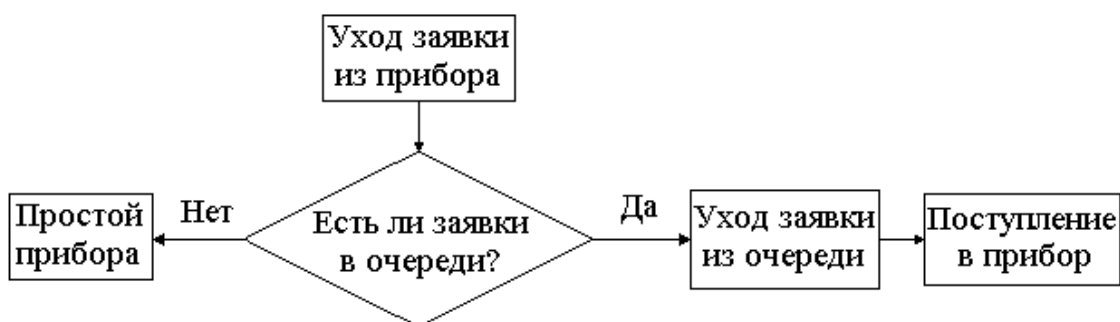 Уход заявки
из прибора
Простой
прибора
Нет
Есть ли заявки
в очереди?
Да
Уход заявки
из очереди
Поступление
в прибор